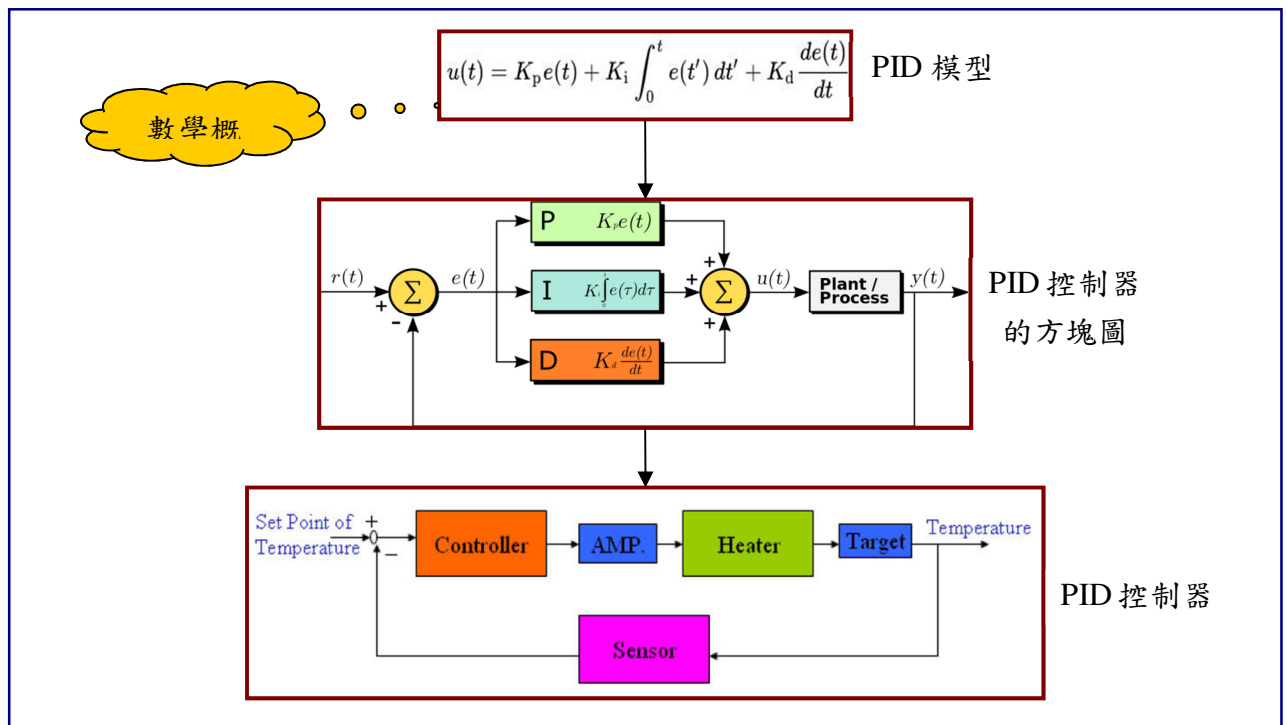 u(t) = K_p e(t) + K_i ∫_0^t e(t′) dt′ + K_d de(t)/dt
PID 模型
數學概
P K_p e(t)
r(t) + - Σ e(t)
I K_i ∫_0^t e(τ)dτ
+ + + Σ u(t)
Plant / Process
y(t)
D K_d de(t)/dt
PID 控制器
的方塊圖
Set Point of
Temperature
+
−
Controller
AMP.
Heater
Target
Temperature
PID 控制器
Sensor